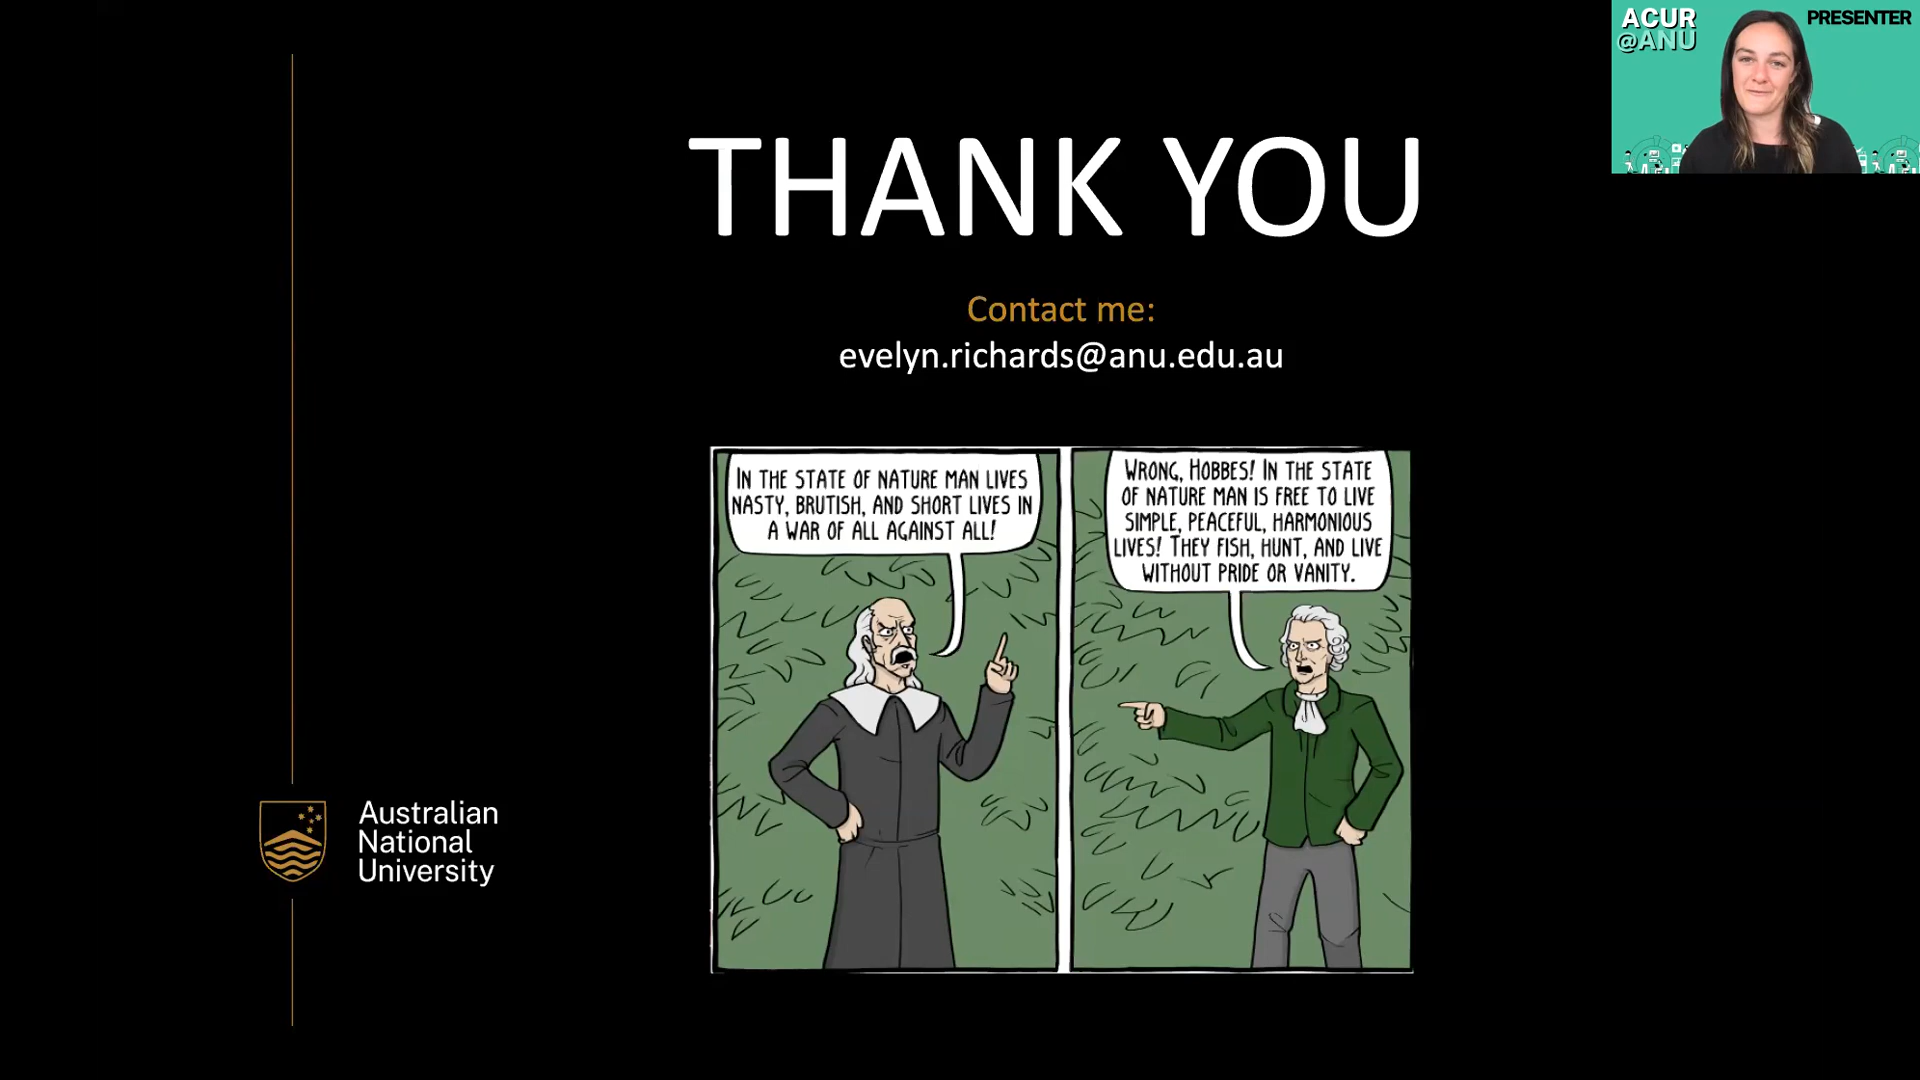 ACUR
@ANU
PRESENTER
THANK YOU
Contact me:
evelyn.richards@anu.edu.au
IN THE STATE OF NATURE MAN LIVES
NASTY, BRUTISH, AND SHORT LIVES IN
A WAR OF ALL AGAINST ALL!
WRONG, HOBBES! IN THE STATE
OF NATURE MAN IS FREE TO LIVE
SIMPLE, PEACEFUL, HARMONIOUS
LIVES! THEY FISH, HUNT, AND LIVE
WITHOUT PRIDE OR VANITY.
Australian
National
University